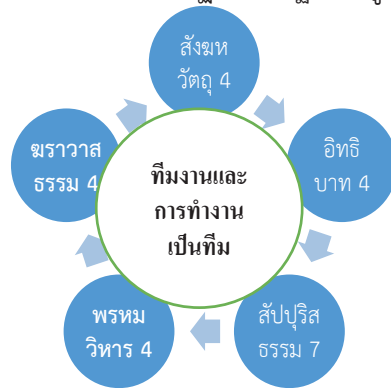 สังฆห
วัตถุ 4
อิทธิ
บาท 4
สัปปุริส
ธรรม 7
พรหม
วิหาร 4
ฆราวาส
ธรรม 4
ทีมงานและ
การทำงาน
เป็นทีม